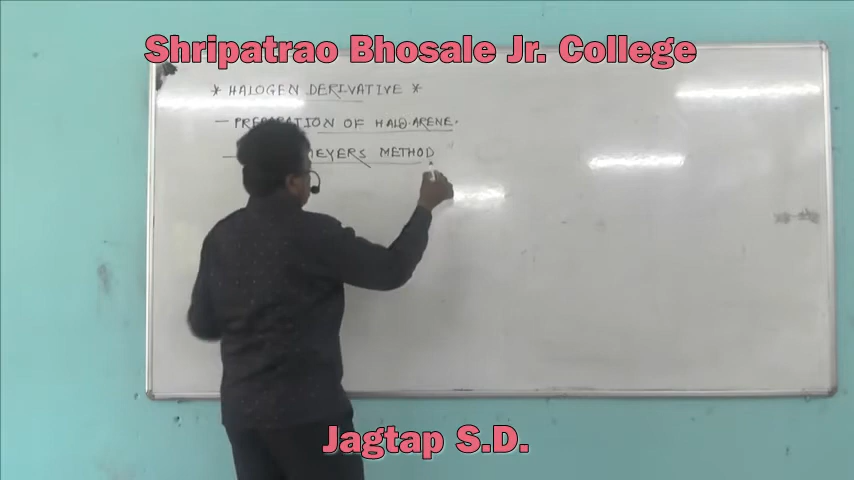 Shripatrao Bhosale Jr. College
* HALOGEN DERIVATIVE *
- PREPARATION OF HALO-ARENE.
- MEYERS METHOD
Jagtap S.D.